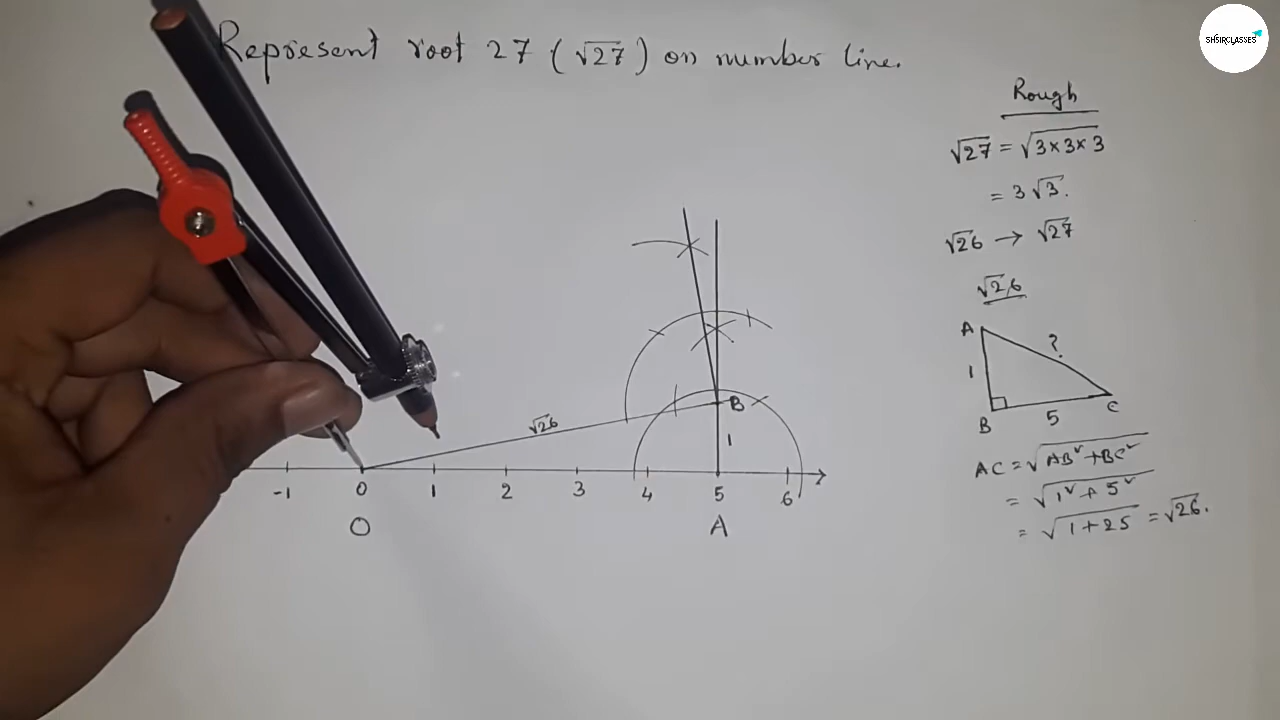 Represent root 27 (√27) on number line.
SHSIRCLASSES
Rough
√27 = √3×3×3
= 3√3.
√26 → √27
√26
A
?
1
B
5
C
AC = √AB² + BC²
= √1² + 5²
= √1+25 = √26.
√26
B
1
-1 0 1 2 3 4 5 6
O A